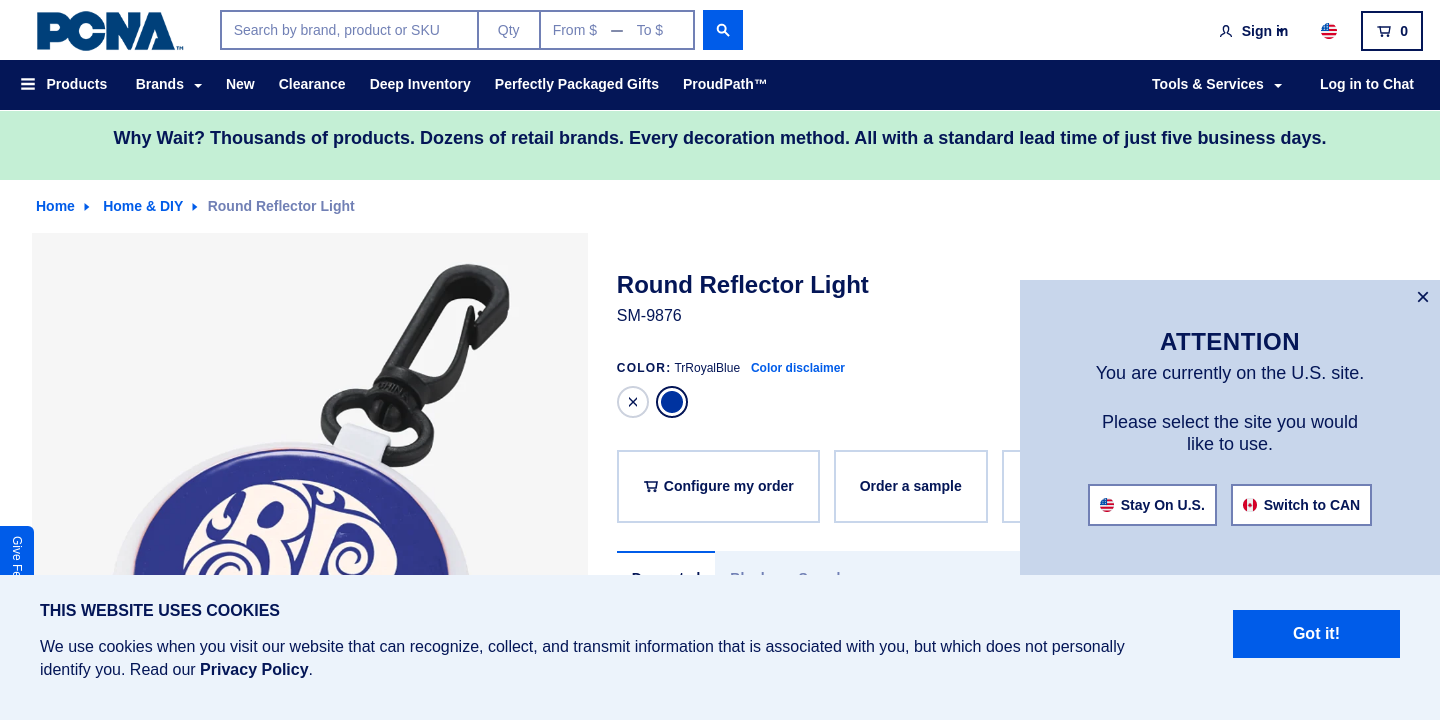 PCNA™
Search by brand, product or SKU
Qty
From $ — To $
Sign in
0
Products
Brands
New
Clearance
Deep Inventory
Perfectly Packaged Gifts
ProudPath™
Tools & Services
Log in to Chat
Why Wait? Thousands of products. Dozens of retail brands. Every decoration method. All with a standard lead time of just five business days.
Home
Home & DIY
Round Reflector Light
Round Reflector Light
SM-9876
COLOR: TrRoyalBlue Color disclaimer
Configure my order
Order a sample
×
ATTENTION
You are currently on the U.S. site.
Please select the site you would
like to use.
Stay On U.S.
Switch to CAN
THIS WEBSITE USES COOKIES
We use cookies when you visit our website that can recognize, collect, and transmit information that is associated with you, but which does not personally
identify you. Read our Privacy Policy.
Got it!